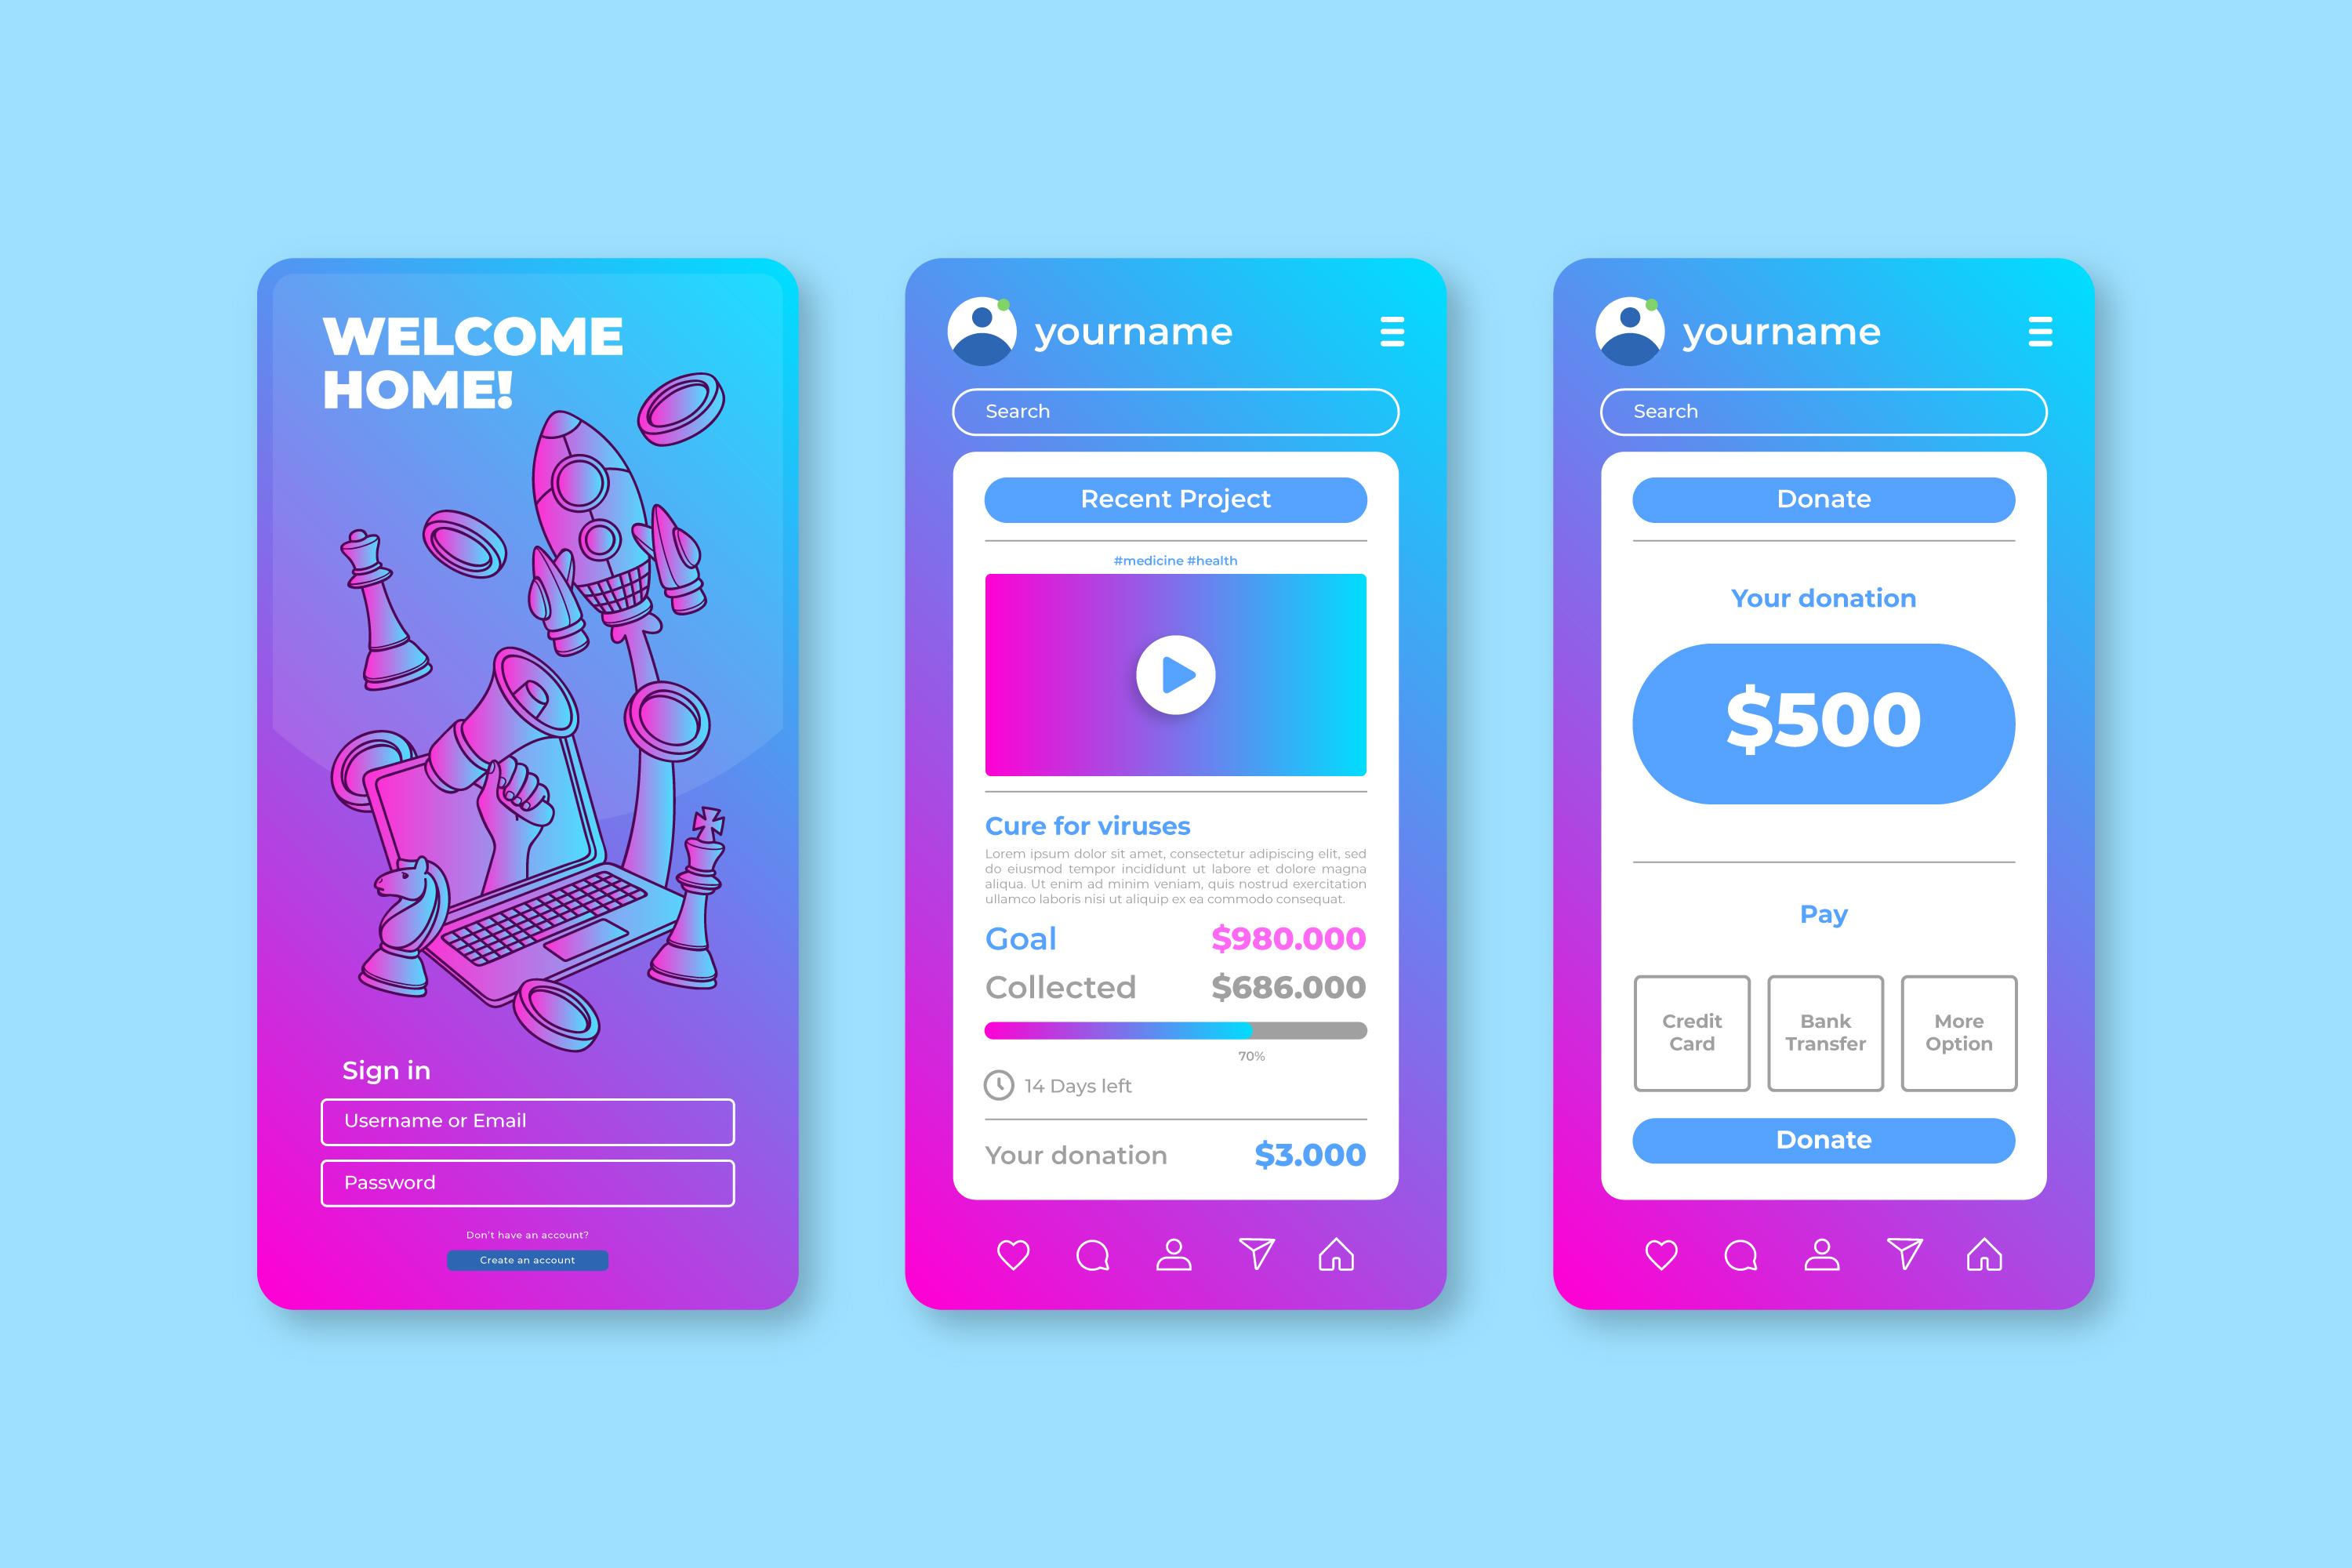 WELCOME
HOME!
Sign in
Username or Email
Password
Don't have an account?
Create an account
yourname
Search
Recent Project
#medicine #health
Cure for viruses
Lorem ipsum dolor sit amet, consectetur adipiscing elit, sed
do eiusmod tempor incididunt ut labore et dolore magna
aliqua. Ut enim ad minim veniam, quis nostrud exercitation
ullamco laboris nisi ut aliquip ex ea commodo consequat.
Goal $980.000
Collected $686.000
70%
14 Days left
Your donation $3.000
yourname
Search
Donate
Your donation
$500
Pay
Credit
Card
Bank
Transfer
More
Option
Donate